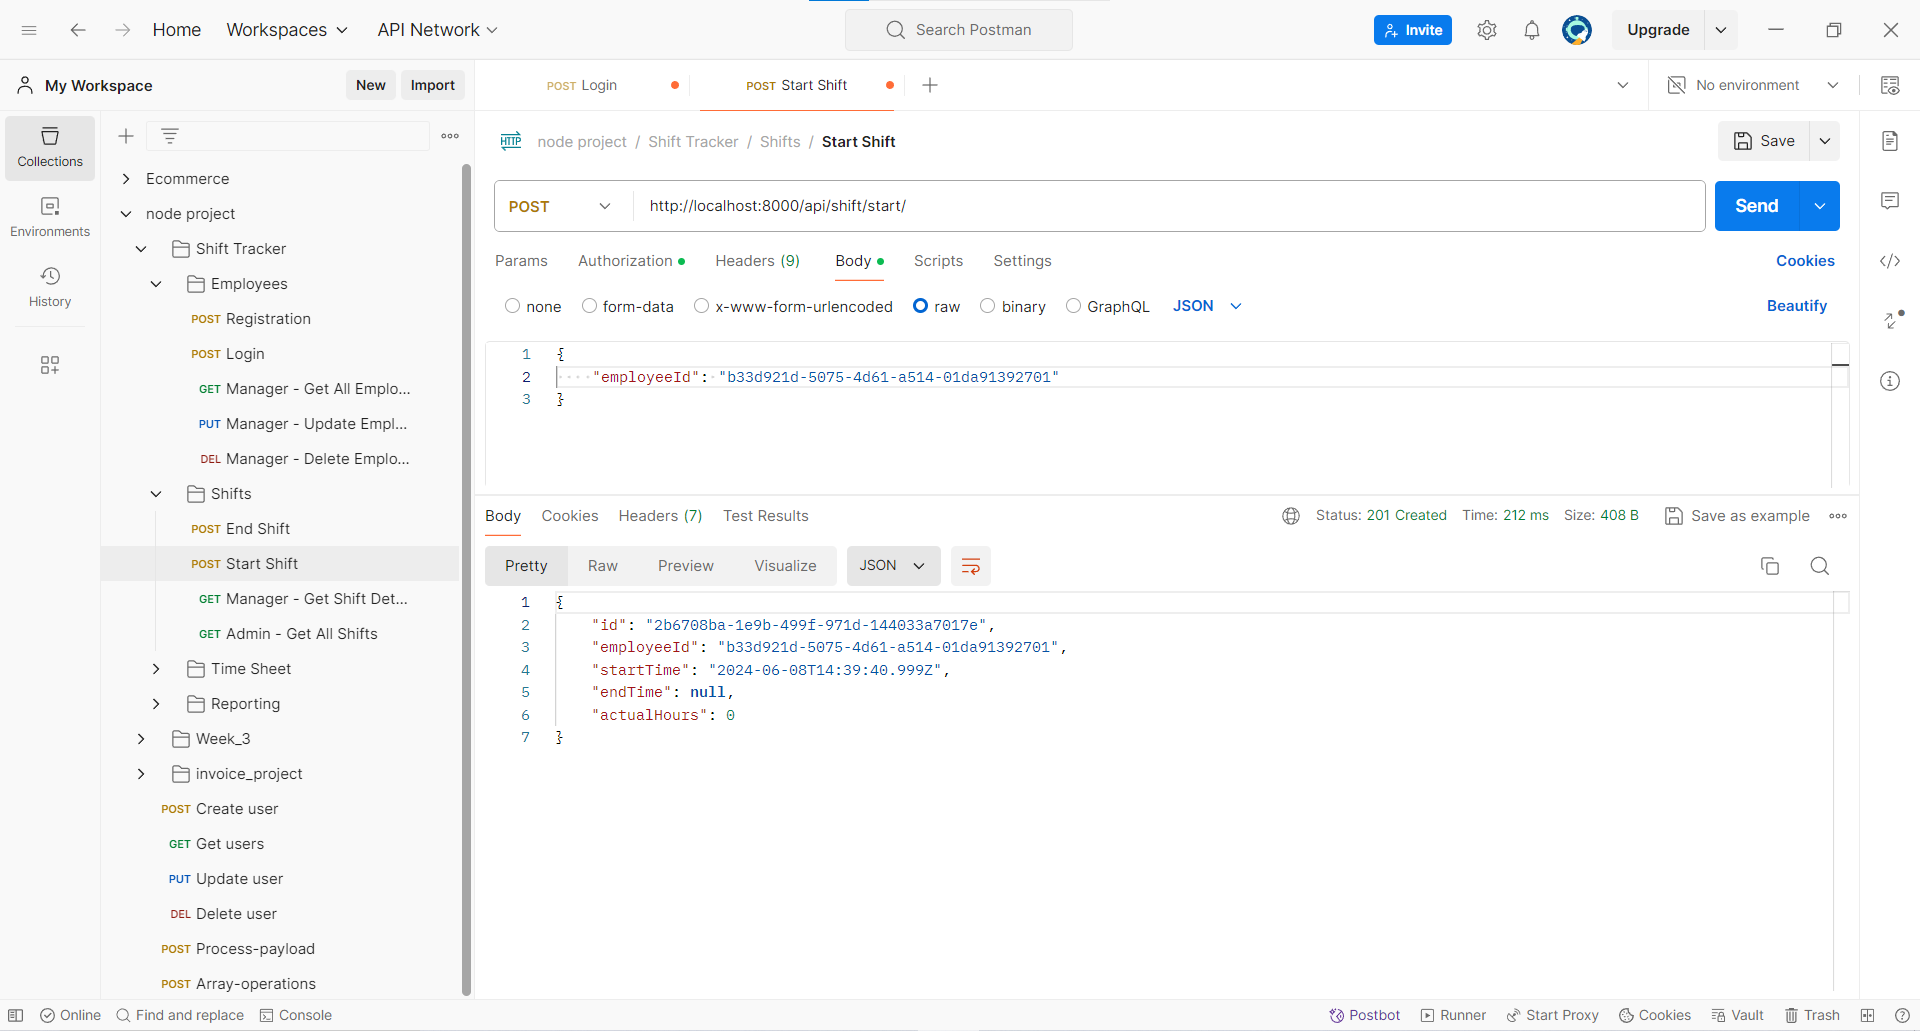 Home Workspaces API Network Search Postman Invite Upgrade
My Workspace New Import
POST Login POST Start Shift No environment
Collections
Environments
History
Ecommerce
node project
Shift Tracker
Employees
POST Registration
POST Login
GET Manager - Get All Emplo...
PUT Manager - Update Empl...
DEL Manager - Delete Emplo...
Shifts
POST End Shift
POST Start Shift
GET Manager - Get Shift Det...
GET Admin - Get All Shifts
Time Sheet
Reporting
Week_3
invoice_project
POST Create user
GET Get users
PUT Update user
DEL Delete user
POST Process-payload
POST Array-operations
HTTP node project / Shift Tracker / Shifts / Start Shift Save
POST http://localhost:8000/api/shift/start/ Send
Params Authorization Headers (9) Body Scripts Settings Cookies
none form-data x-www-form-urlencoded raw binary GraphQL JSON Beautify
1 {
2 "employeeId": "b33d921d-5075-4d61-a514-01da91392701"
3 }
Body Cookies Headers (7) Test Results Status: 201 Created Time: 212 ms Size: 408 B Save as example
Pretty Raw Preview Visualize JSON
1 {
2 "id": "2b6708ba-1e9b-499f-971d-144033a7017e",
3 "employeeId": "b33d921d-5075-4d61-a514-01da91392701",
4 "startTime": "2024-06-08T14:39:40.999Z",
5 "endTime": null,
6 "actualHours": 0
7 }
Online Find and replace Console Postbot Runner Start Proxy Cookies Vault Trash